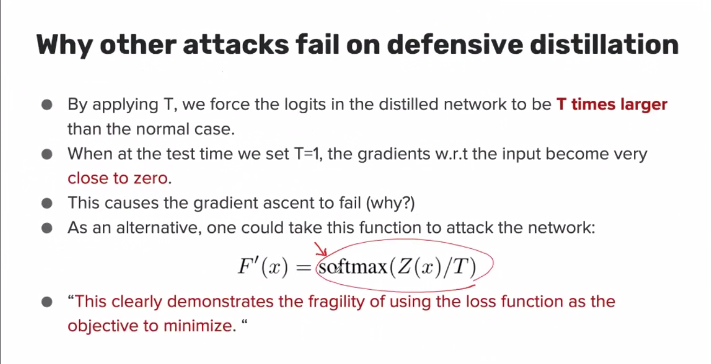 Why other attacks fail on defensive distillation
● By applying T, we force the logits in the distilled network to be T times larger
than the normal case.
● When at the test time we set T=1, the gradients w.r.t the input become very
close to zero.
● This causes the gradient ascent to fail (why?)
● As an alternative, one could take this function to attack the network:
F′(x) = softmax(Z(x)/T)
● “This clearly demonstrates the fragility of using the loss function as the
objective to minimize. “